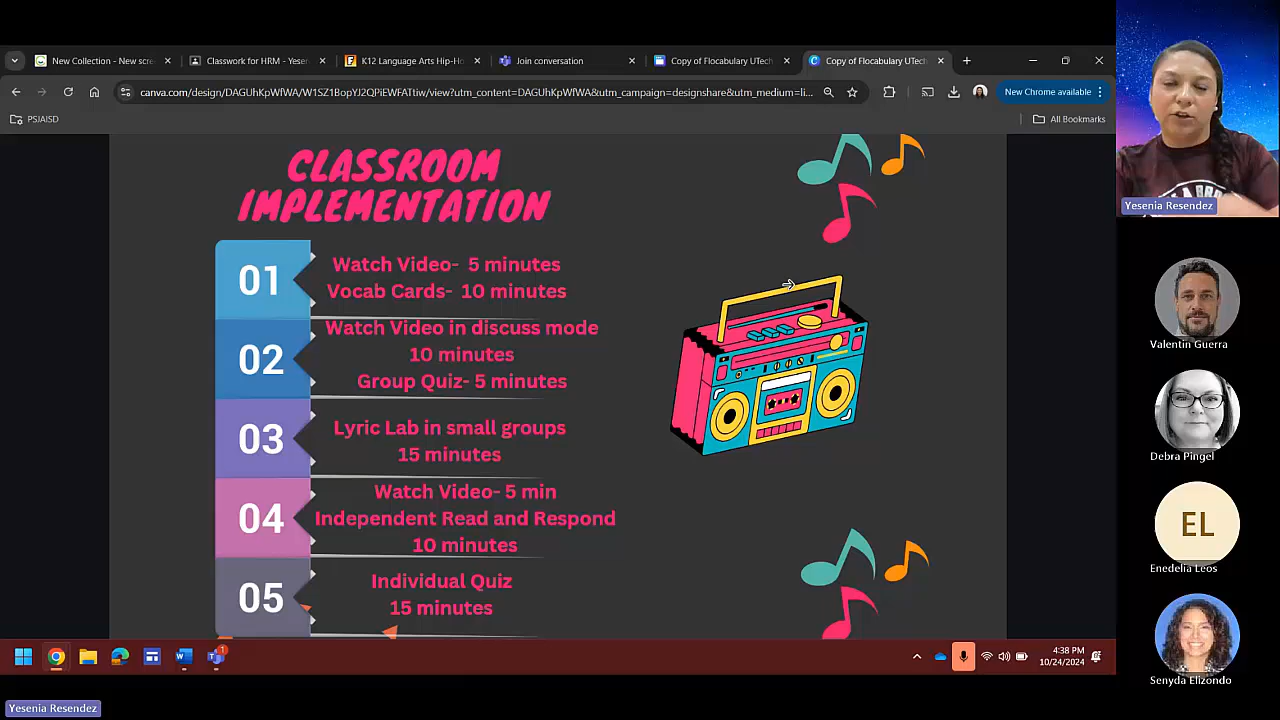 New Collection - New scre
Classwork for HRM - Yesen
K12 Language Arts Hip-Ho
Join conversation
Copy of Flocabulary UTech
Copy of Flocabulary UTech
canva.com/design/DAGUhKpWfWA/W1SZ1BopYJ2QPiEWFATtiw/view?utm_content=DAGUhKpWfWA&utm_campaign=designshare&utm_medium=li...
New Chrome available
PSJAISD
All Bookmarks
CLASSROOM
IMPLEMENTATION
01
Watch Video- 5 minutes
Vocab Cards- 10 minutes
02
Watch Video in discuss mode
10 minutes
Group Quiz- 5 minutes
03
Lyric Lab in small groups
15 minutes
04
Watch Video- 5 min
Independent Read and Respond
10 minutes
05
Individual Quiz
15 minutes
Yesenia Resendez
Valentin Guerra
Debra Pingel
EL
Enedelia Leos
Senyda Elizondo
1
4:38 PM
10/24/2024
Yesenia Resendez